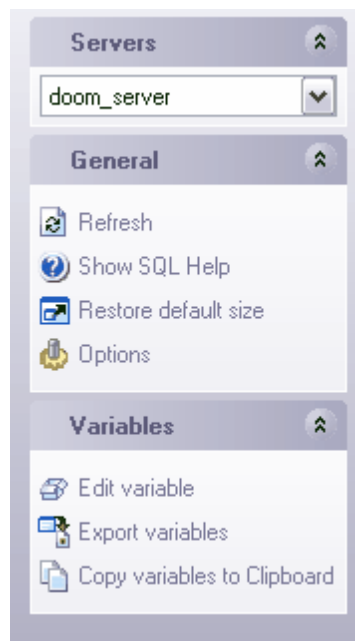 Servers
doom_server
General
Refresh
Show SQL Help
Restore default size
Options
Variables
Edit variable
Export variables
Copy variables to Clipboard